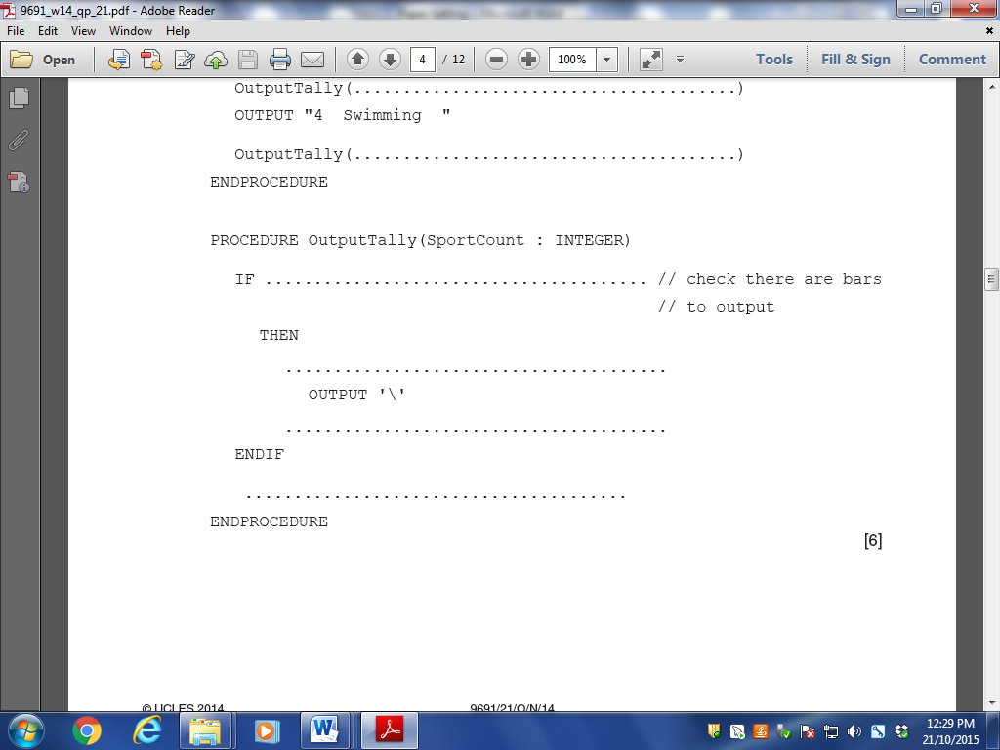 9691_w14_qp_21.pdf - Adobe Reader
File Edit View Window Help
Open 4 / 12 100% Tools Fill & Sign Comment
OutputTally(.......................................)
OUTPUT "4  Swimming  "
OutputTally(.......................................)
ENDPROCEDURE
PROCEDURE OutputTally(SportCount : INTEGER)
IF ....................................... // check there are bars
// to output
THEN
.......................................
OUTPUT '\'
.......................................
ENDIF
.......................................
ENDPROCEDURE
[6]
© UCLES 2014 9691/21/O/N/14
12:29 PM
21/10/2015